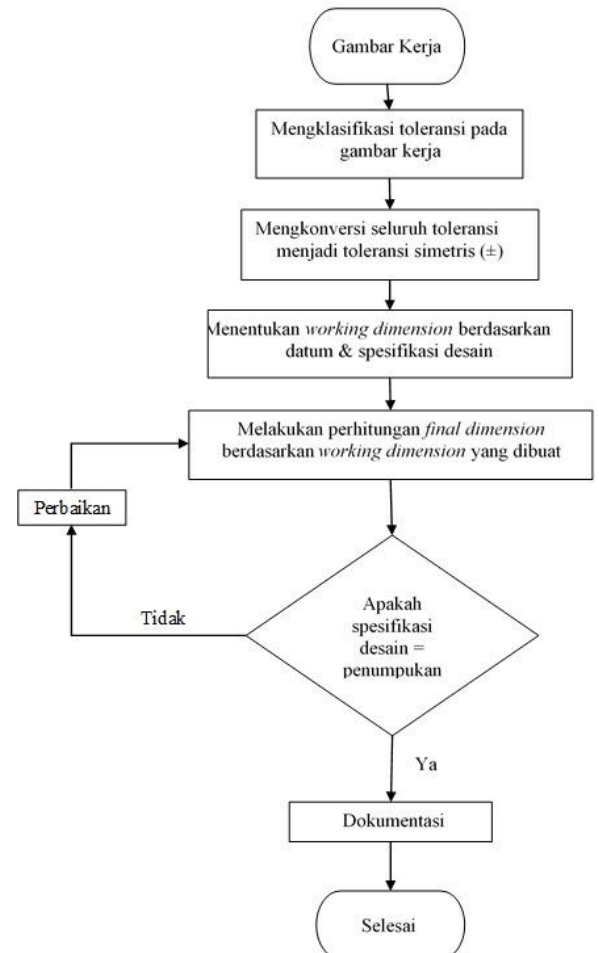 Gambar Kerja
Mengklasifikasi toleransi pada
gambar kerja
Mengkonversi seluruh toleransi
menjadi toleransi simetris (±)
Menentukan working dimension berdasarkan
datum & spesifikasi desain
Melakukan perhitungan final dimension
berdasarkan working dimension yang dibuat
Perbaikan
Tidak
Apakah
spesifikasi
desain =
penumpukan
Ya
Dokumentasi
Selesai